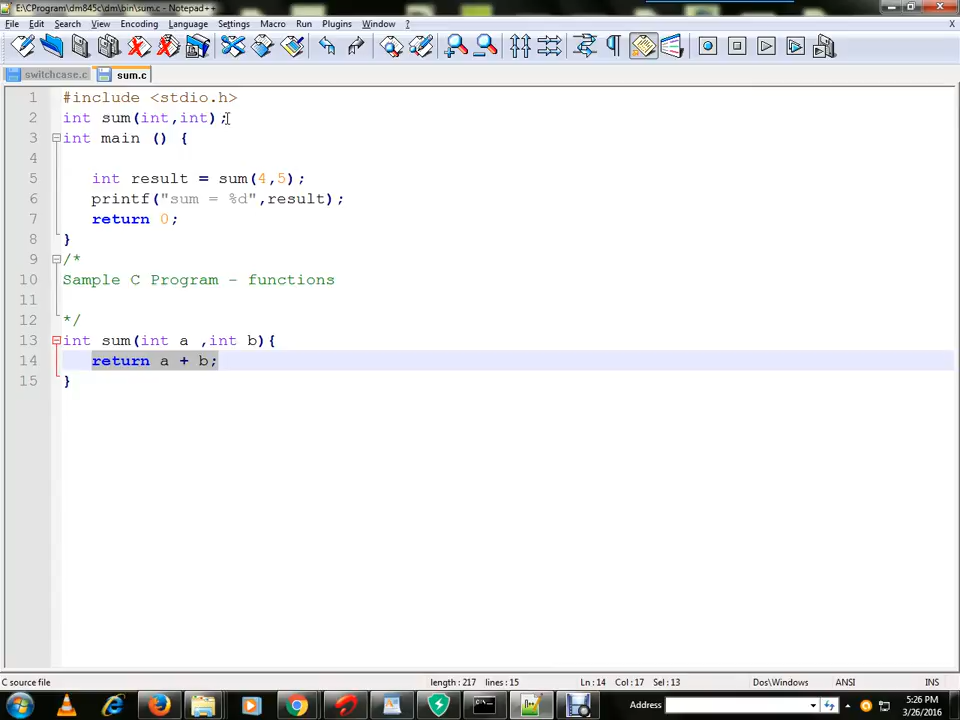 E:\CProgram\dm845c\dm\bin\sum.c - Notepad++
File Edit Search View Encoding Language Settings Macro Run Plugins Window ? X
switchcase.c sum.c
1 #include <stdio.h>
2 int sum(int,int);
3 int main () {
4
5 int result = sum(4,5);
6 printf("sum = %d",result);
7 return 0;
8 }
9 /*
10 Sample C Program - functions
11
12 */
13 int sum(int a ,int b){
14 return a + b;
15 }
C source file length: 217 lines: 15 Ln: 14 Col: 17 Sel: 13 Dos\Windows ANSI INS
Address 5:26 PM
3/26/2016